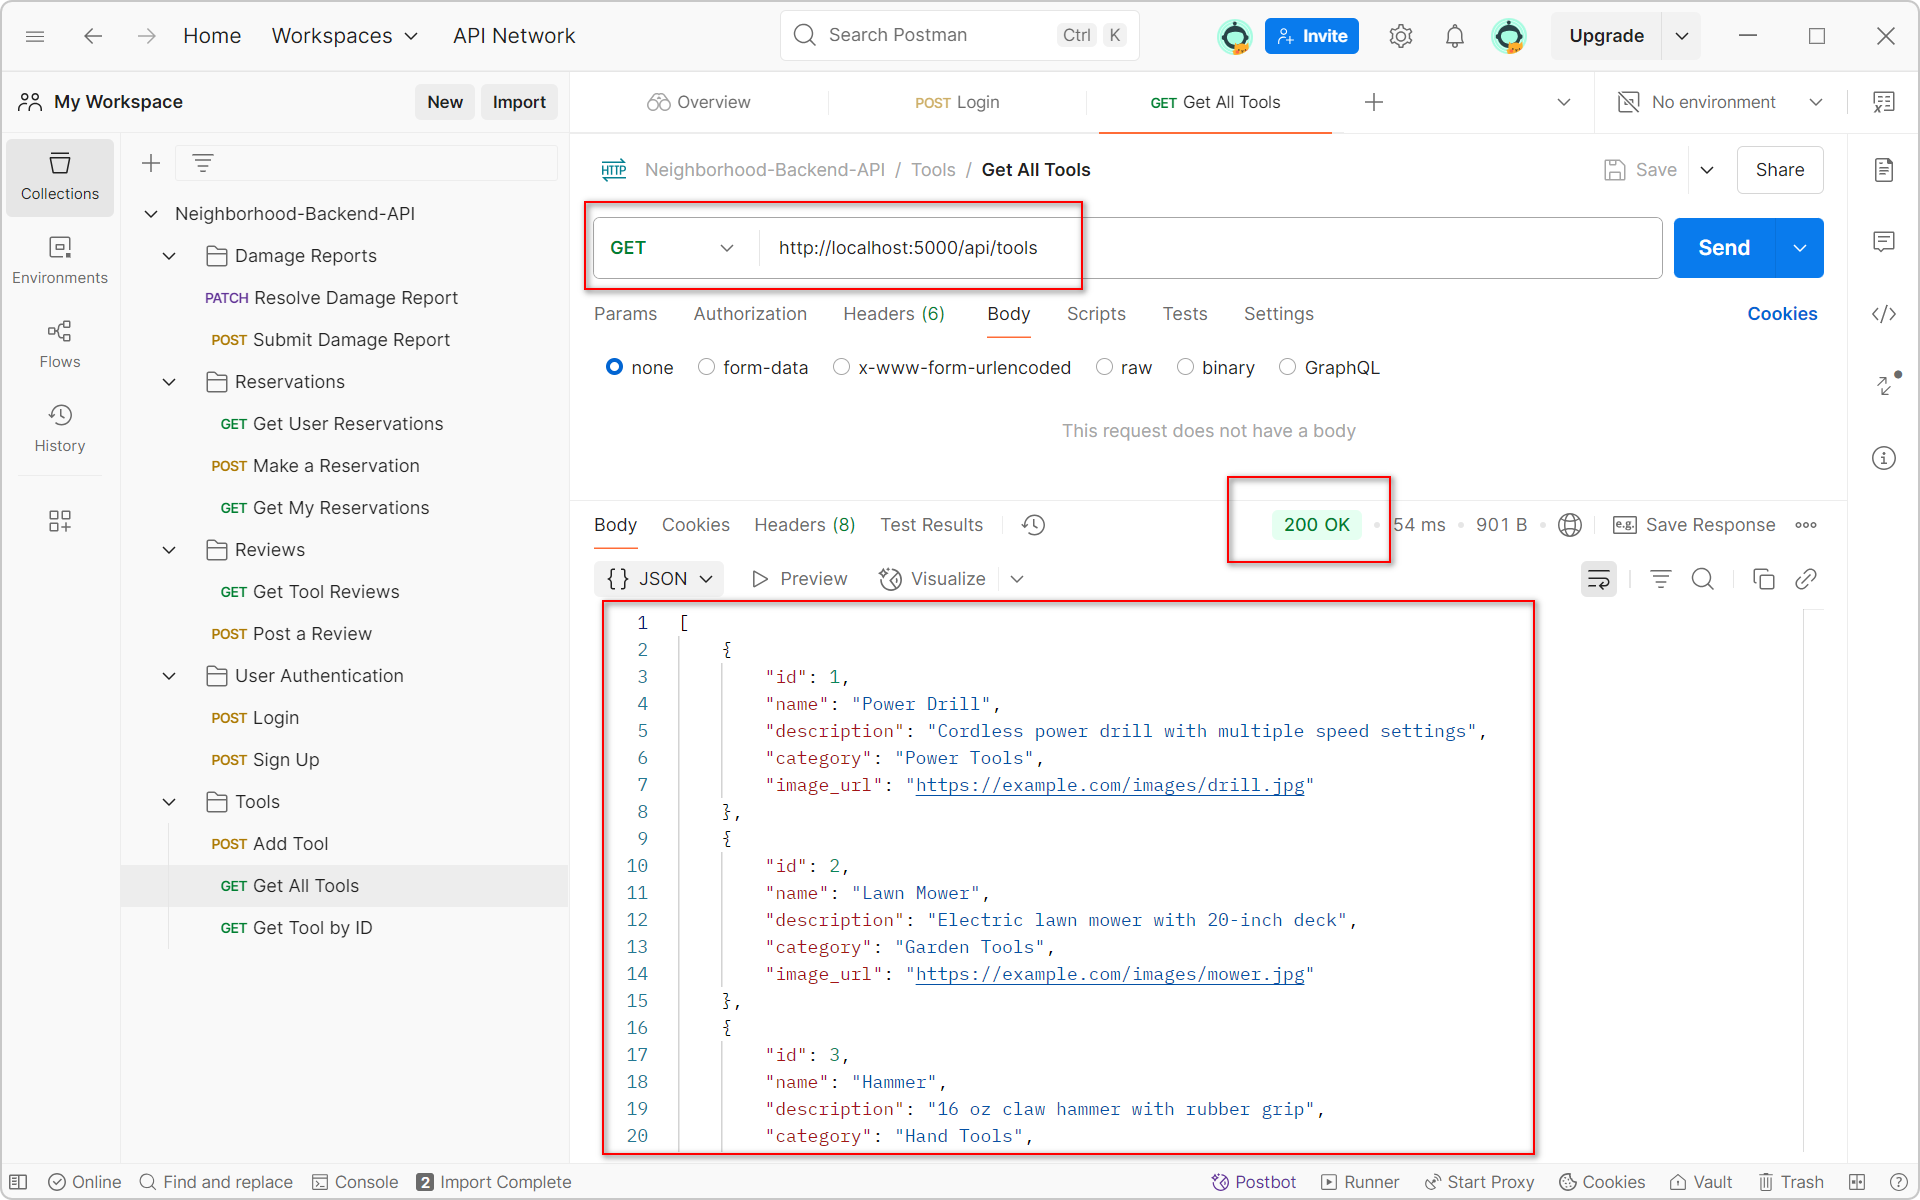 Home Workspaces API Network Search Postman Ctrl K Invite Upgrade
My Workspace New Import
Overview POST Login GET Get All Tools No environment
Collections
Environments
Flows
History
Neighborhood-Backend-API
Damage Reports
PATCH Resolve Damage Report
POST Submit Damage Report
Reservations
GET Get User Reservations
POST Make a Reservation
GET Get My Reservations
Reviews
GET Get Tool Reviews
POST Post a Review
User Authentication
POST Login
POST Sign Up
Tools
POST Add Tool
GET Get All Tools
GET Get Tool by ID
HTTP Neighborhood-Backend-API / Tools / Get All Tools Save Share
GET http://localhost:5000/api/tools Send
Params Authorization Headers (6) Body Scripts Tests Settings Cookies
none form-data x-www-form-urlencoded raw binary GraphQL
This request does not have a body
Body Cookies Headers (8) Test Results 200 OK 54 ms 901 B e.g. Save Response
{} JSON Preview Visualize
1 [
2 {
3 "id": 1,
4 "name": "Power Drill",
5 "description": "Cordless power drill with multiple speed settings",
6 "category": "Power Tools",
7 "image_url": "https://example.com/images/drill.jpg"
8 },
9 {
10 "id": 2,
11 "name": "Lawn Mower",
12 "description": "Electric lawn mower with 20-inch deck",
13 "category": "Garden Tools",
14 "image_url": "https://example.com/images/mower.jpg"
15 },
16 {
17 "id": 3,
18 "name": "Hammer",
19 "description": "16 oz claw hammer with rubber grip",
20 "category": "Hand Tools",
Online Find and replace Console 2 Import Complete Postbot Runner Start Proxy Cookies Vault Trash